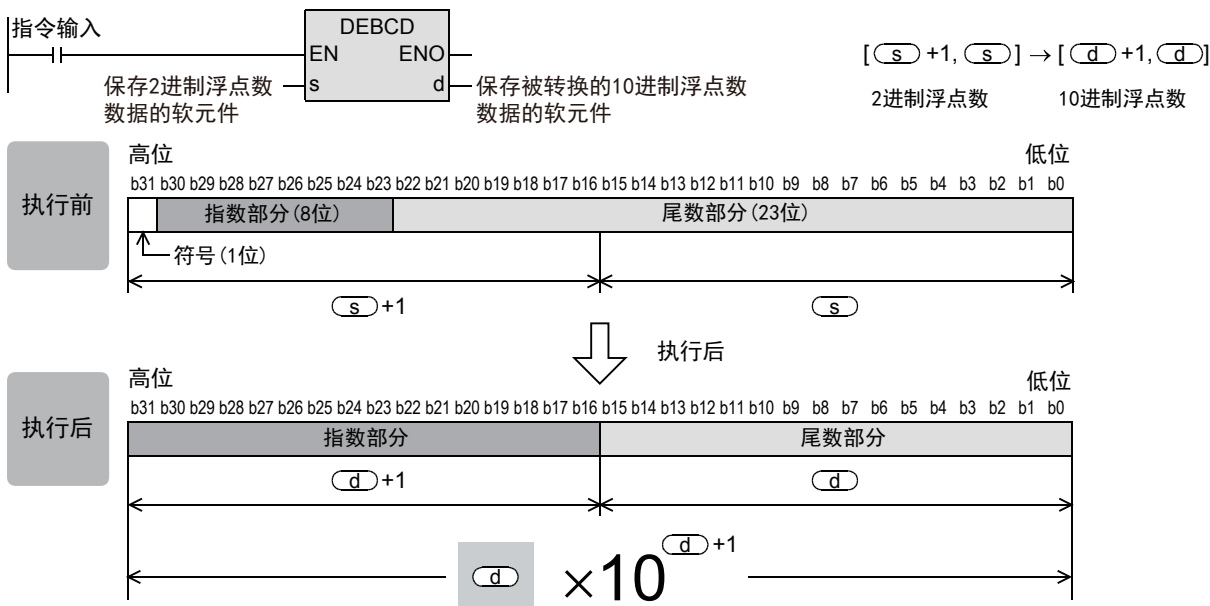 指令输入
DEBCD
EN ENO
s d
保存2进制浮点数
数据的软元件
保存被转换的10进制浮点数
数据的软元件
[ s +1, s ] → [ d +1, d ]
2进制浮点数 10进制浮点数
执行前
高位 低位
b31 b30 b29 b28 b27 b26 b25 b24 b23 b22 b21 b20 b19 b18 b17 b16 b15 b14 b13 b12 b11 b10 b9 b8 b7 b6 b5 b4 b3 b2 b1 b0
指数部分(8位) 尾数部分(23位)
符号(1位)
s +1 s
执行后
执行后
高位 低位
b31 b30 b29 b28 b27 b26 b25 b24 b23 b22 b21 b20 b19 b18 b17 b16 b15 b14 b13 b12 b11 b10 b9 b8 b7 b6 b5 b4 b3 b2 b1 b0
指数部分 尾数部分
d +1 d
d ×10 d +1